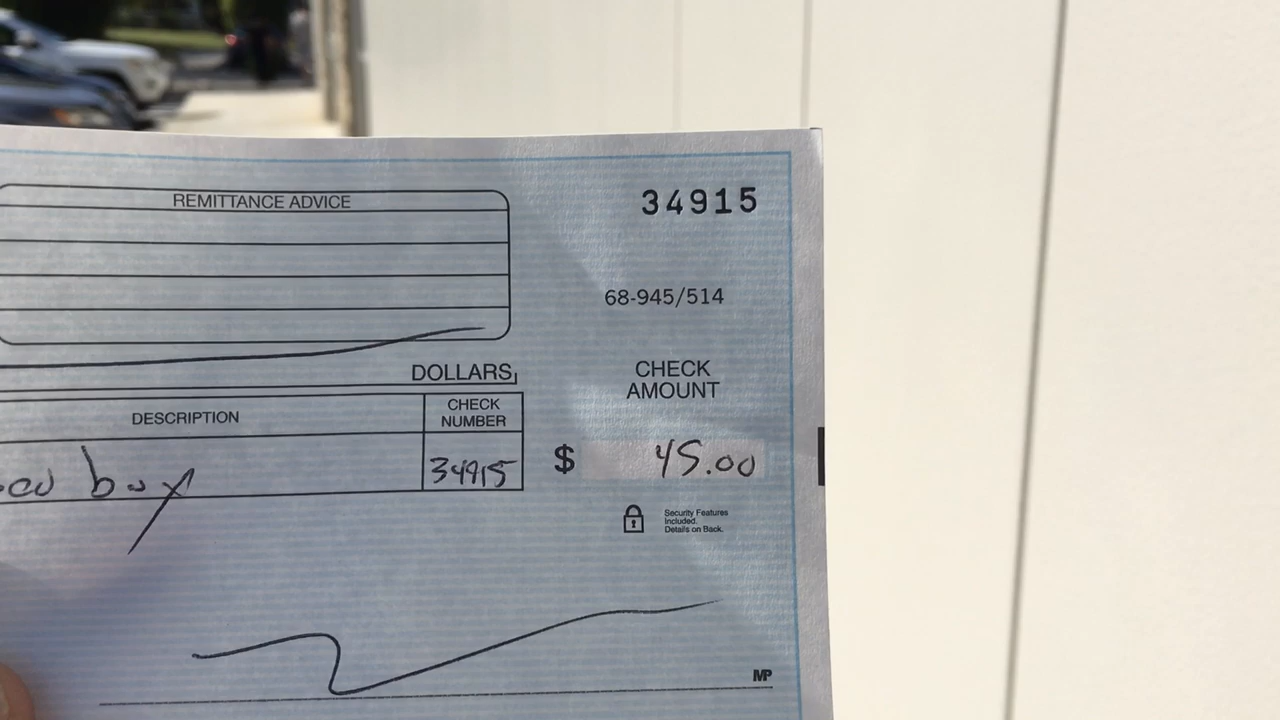 REMITTANCE ADVICE
34915
68-945/514
DOLLARS
CHECK
AMOUNT
DESCRIPTION
CHECK
NUMBER
box
34915
$ 45.00
Security Features
Included.
Details on Back.
MP